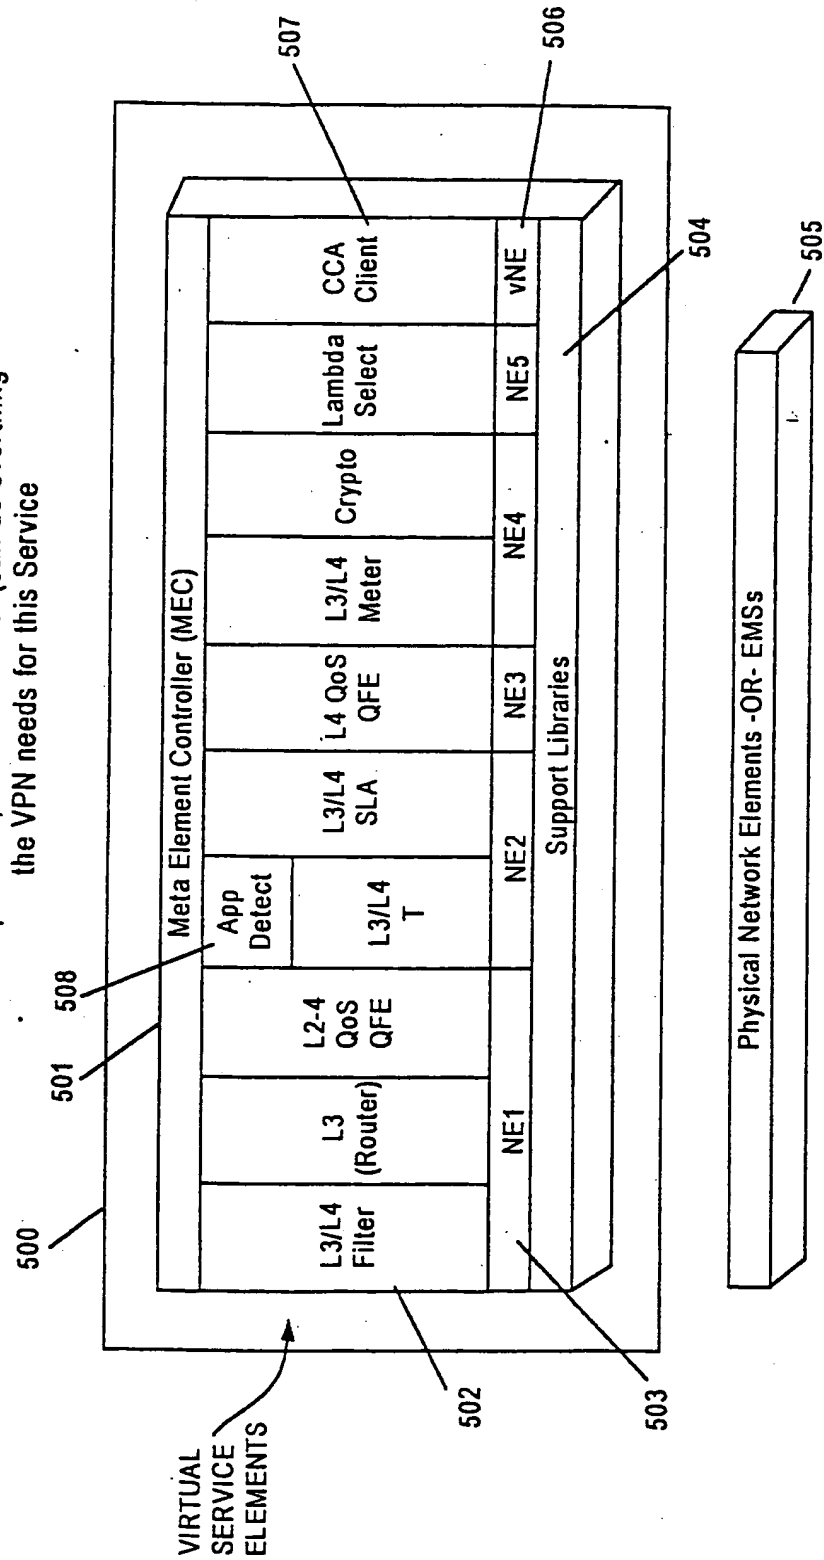 the VPN needs for this Service
500
501
508
507
506
VIRTUAL
SERVICE
ELEMENTS
Meta Element Controller (MEC)
L3/L4
Filter
L3
(Router)
L2-4
QoS
QFE
App
Detect
L3/L4
T
L3/L4
SLA
L4 QoS
QFE
L3/L4
Meter
Crypto
Lambda
Select
CCA
Client
NE1
NE2
NE3
NE4
NE5
vNE
Support Libraries
502
503
504
Physical Network Elements -OR- EMSs
505